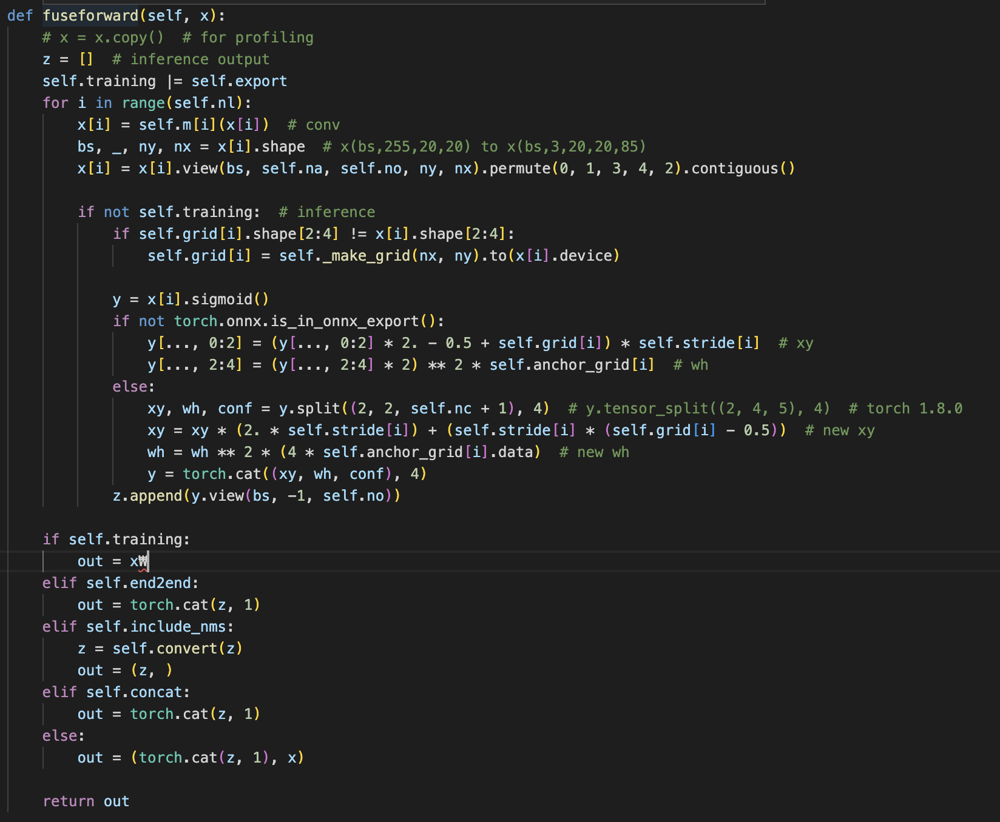 def fuseforward(self, x):
    # x = x.copy()  # for profiling
    z = []  # inference output
    self.training |= self.export
    for i in range(self.nl):
        x[i] = self.m[i](x[i])  # conv
        bs, _, ny, nx = x[i].shape  # x(bs,255,20,20) to x(bs,3,20,20,85)
        x[i] = x[i].view(bs, self.na, self.no, ny, nx).permute(0, 1, 3, 4, 2).contiguous()

        if not self.training:  # inference
            if self.grid[i].shape[2:4] != x[i].shape[2:4]:
                self.grid[i] = self._make_grid(nx, ny).to(x[i].device)

            y = x[i].sigmoid()
            if not torch.onnx.is_in_onnx_export():
                y[..., 0:2] = (y[..., 0:2] * 2. - 0.5 + self.grid[i]) * self.stride[i]  # xy
                y[..., 2:4] = (y[..., 2:4] * 2) ** 2 * self.anchor_grid[i]  # wh
            else:
                xy, wh, conf = y.split((2, 2, self.nc + 1), 4)  # y.tensor_split((2, 4, 5), 4)  # torch 1.8.0
                xy = xy * (2. * self.stride[i]) + (self.stride[i] * (self.grid[i] - 0.5))  # new xy
                wh = wh ** 2 * (4 * self.anchor_grid[i].data)  # new wh
                y = torch.cat((xy, wh, conf), 4)
            z.append(y.view(bs, -1, self.no))

    if self.training:
        out = x₩
    elif self.end2end:
        out = torch.cat(z, 1)
    elif self.include_nms:
        z = self.convert(z)
        out = (z, )
    elif self.concat:
        out = torch.cat(z, 1)
    else:
        out = (torch.cat(z, 1), x)

    return out